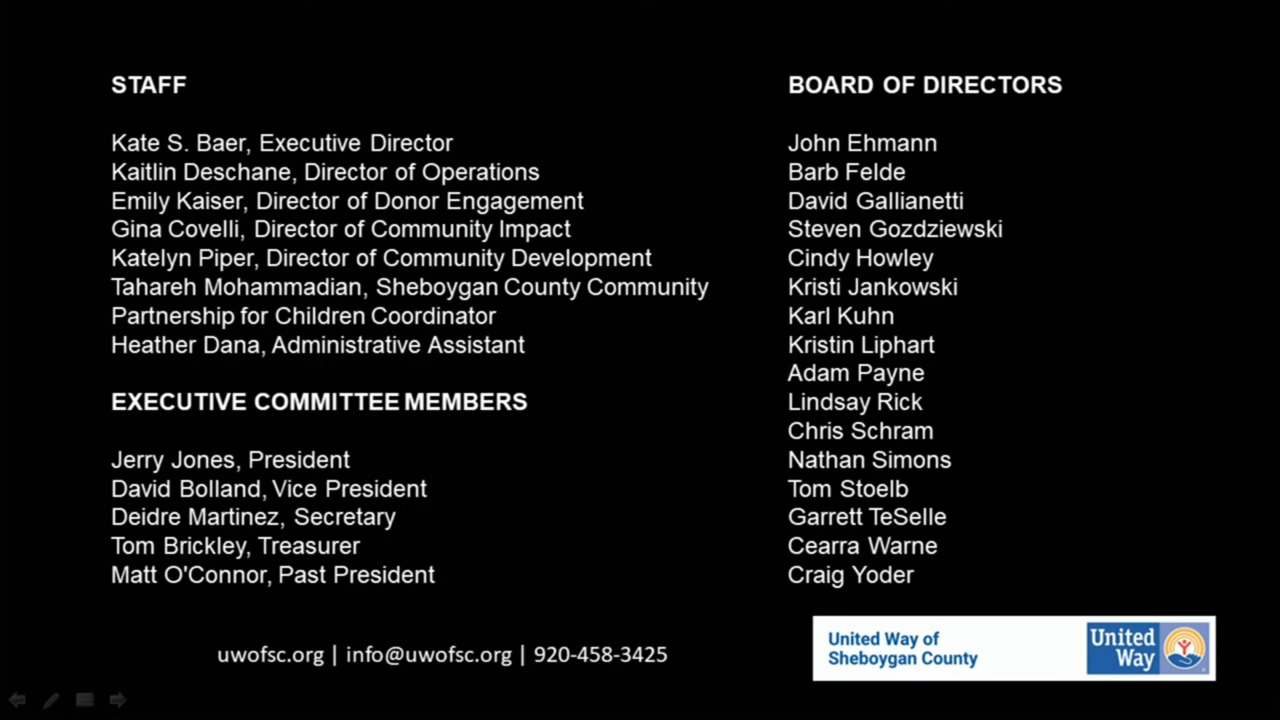 STAFF
Kate S. Baer, Executive Director
Kaitlin Deschane, Director of Operations
Emily Kaiser, Director of Donor Engagement
Gina Covelli, Director of Community Impact
Katelyn Piper, Director of Community Development
Tahareh Mohammadian, Sheboygan County Community
Partnership for Children Coordinator
Heather Dana, Administrative Assistant
EXECUTIVE COMMITTEE MEMBERS
Jerry Jones, President
David Bolland, Vice President
Deidre Martinez, Secretary
Tom Brickley, Treasurer
Matt O'Connor, Past President
BOARD OF DIRECTORS
John Ehmann
Barb Felde
David Gallianetti
Steven Gozdziewski
Cindy Howley
Kristi Jankowski
Karl Kuhn
Kristin Liphart
Adam Payne
Lindsay Rick
Chris Schram
Nathan Simons
Tom Stoelb
Garrett TeSelle
Cearra Warne
Craig Yoder
uwofsc.org | info@uwofsc.org | 920-458-3425
United Way of
Sheboygan County
United
Way